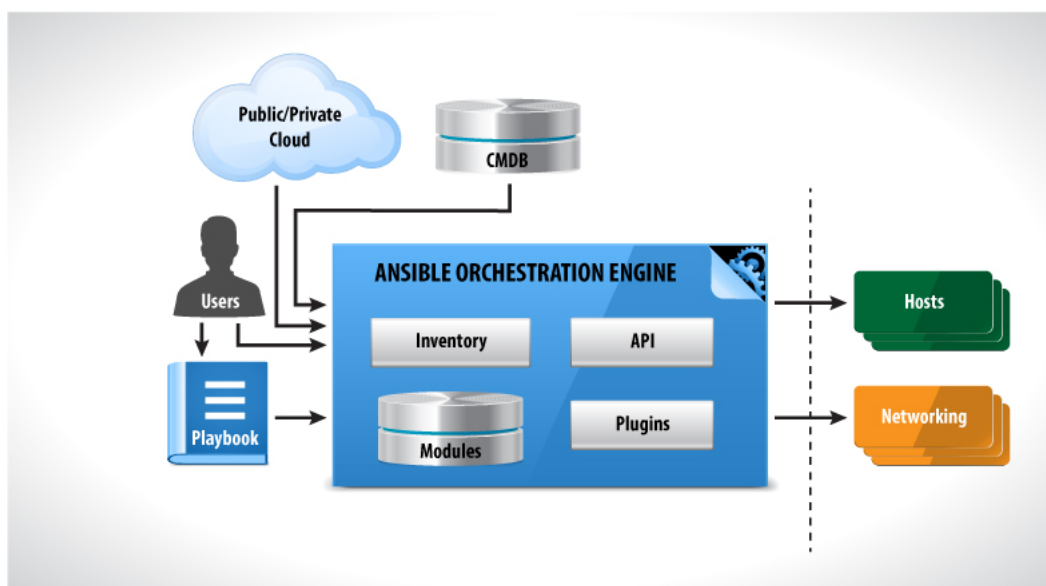 Public/Private
Cloud
CMDB
Users
ANSIBLE ORCHESTRATION ENGINE
Hosts
Inventory
API
Playbook
Modules
Plugins
Networking